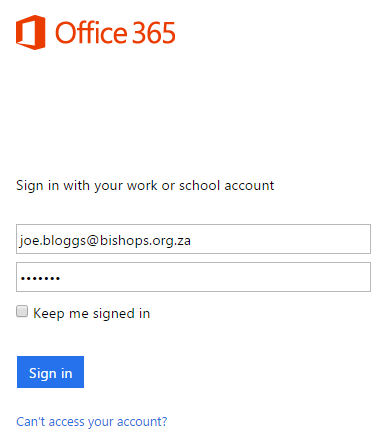 Office 365
Sign in with your work or school account
joe.bloggs@bishops.org.za
•••••••
Keep me signed in
Sign in
Can't access your account?